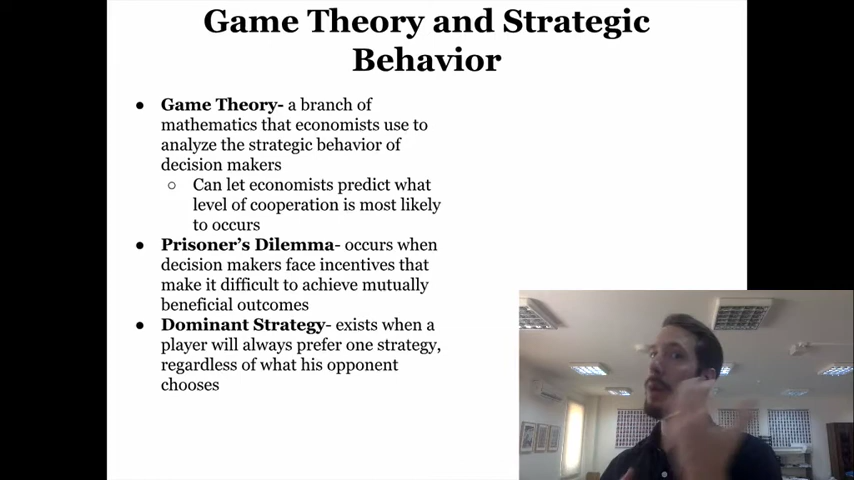 Game Theory and Strategic
Behavior
● Game Theory- a branch of
mathematics that economists use to
analyze the strategic behavior of
decision makers
○ Can let economists predict what
level of cooperation is most likely
to occurs
● Prisoner's Dilemma- occurs when
decision makers face incentives that
make it difficult to achieve mutually
beneficial outcomes
● Dominant Strategy- exists when a
player will always prefer one strategy,
regardless of what his opponent
chooses